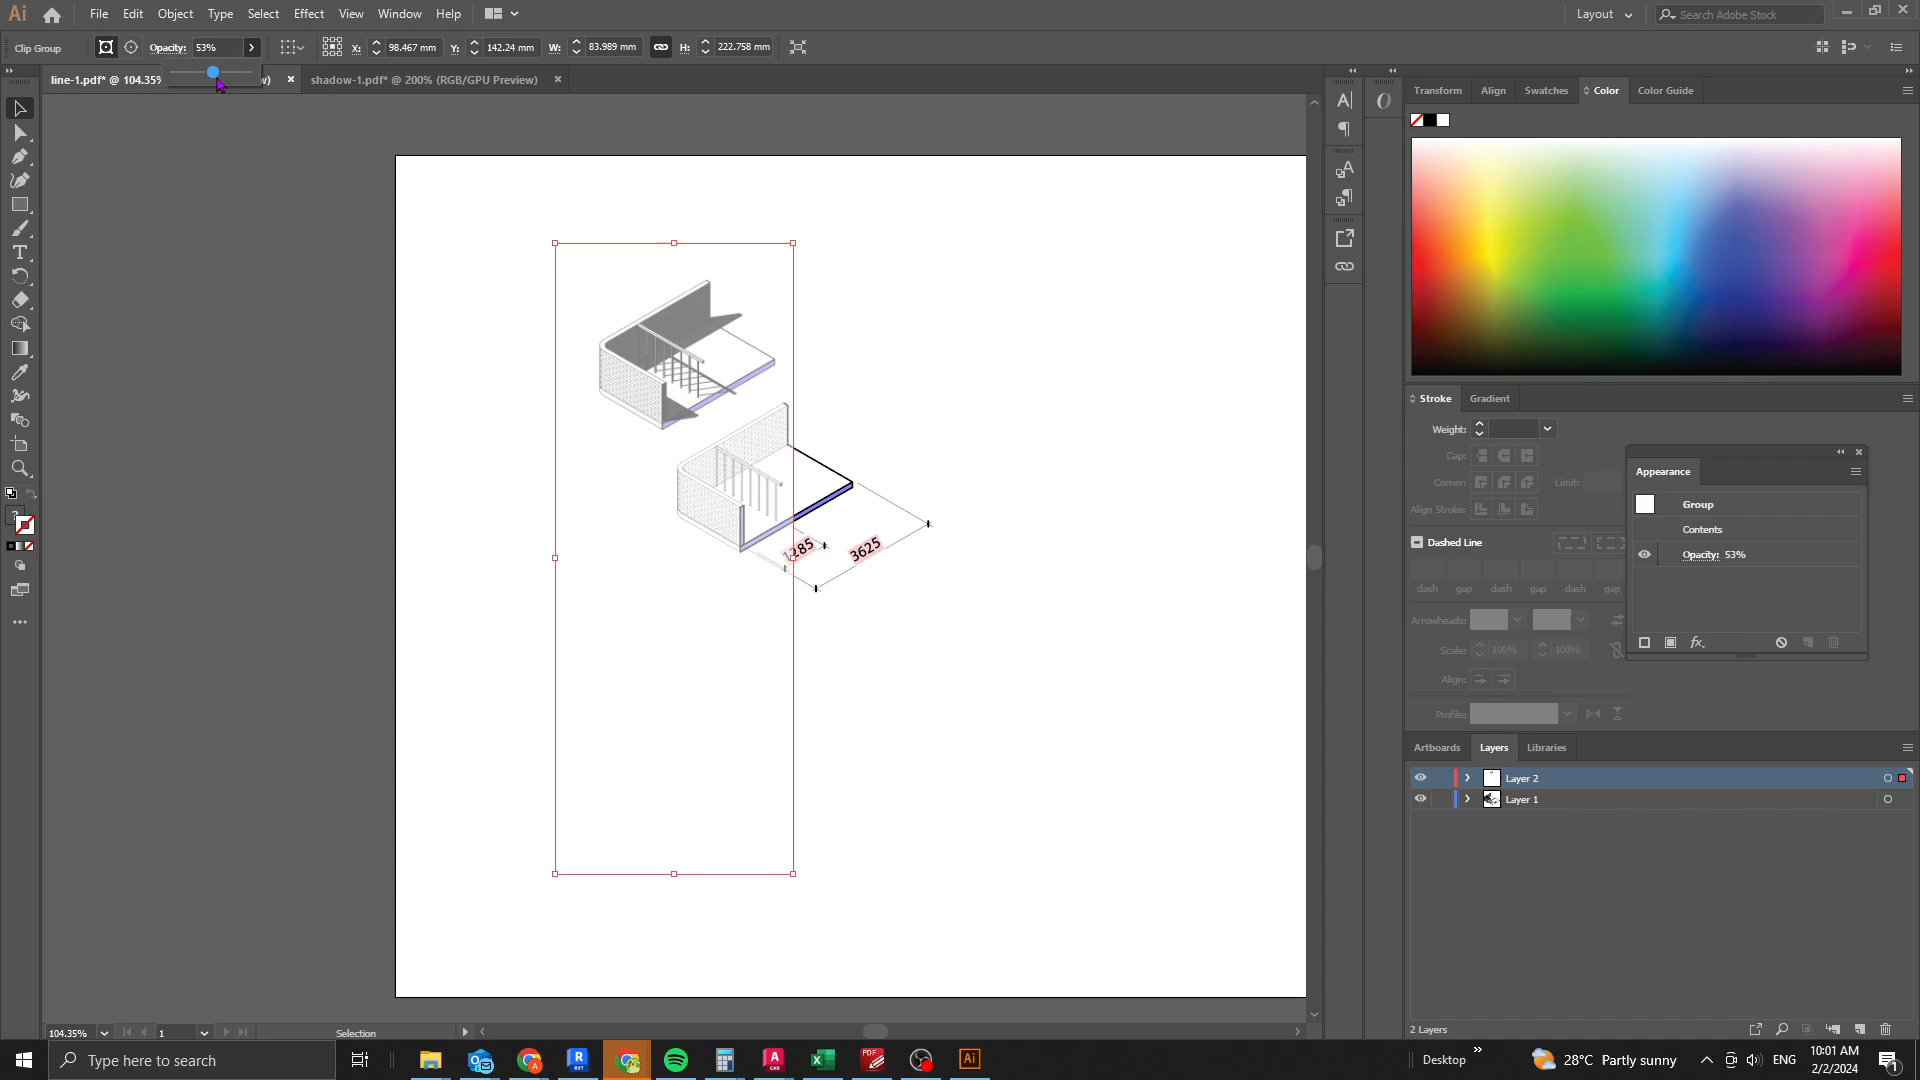 Ai File Edit Object Type Select Effect View Window Help Layout Search Adobe Stock
Clip Group Opacity: 53% X: 98.467 mm Y: 142.24 mm W: 83.989 mm H: 222.758 mm
line-1.pdf* @ 104.35% w) shadow-1.pdf* @ 200% (RGB/GPU Preview)
Transform Align Swatches Color Color Guide
Stroke Gradient
Weight:
Cap:
Corner: Limit:
Align Stroke:
Dashed Line
dash gap dash gap dash gap
Arrowheads:
Scale: 100% 100%
Align:
Profile:
Appearance
Group
Contents
Opacity: 53%
fx.
1285
3625
Artboards Layers Libraries
Layer 2
Layer 1
2 Layers
104.35% 1 Selection
Type here to search
Desktop
28°C Partly sunny
ENG
10:01 AM
2/2/2024
1